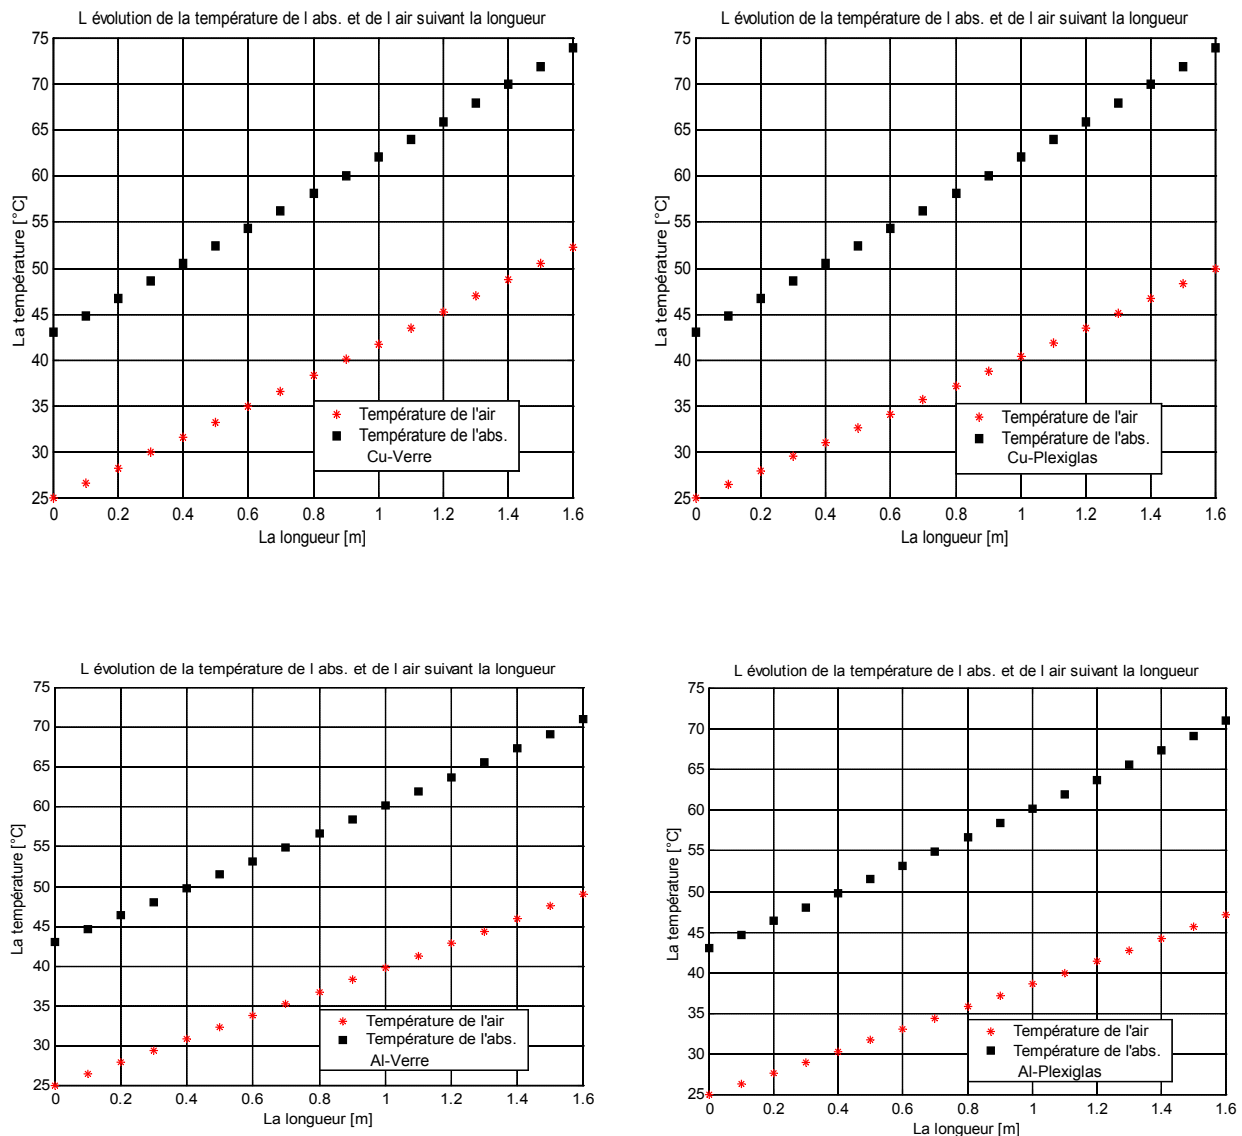 L évolution de la température de l abs. et de l air suivant la longueur
75
70
65
60
55
50
45
40
35
30
25
La température [°C]
Température de l'air
Température de l'abs.
Cu-Verre
0 0.2 0.4 0.6 0.8 1 1.2 1.4 1.6
La longueur [m]
L évolution de la température de l abs. et de l air suivant la longueur
75
70
65
60
55
50
45
40
35
30
25
La température [°C]
Température de l'air
Température de l'abs.
Cu-Plexiglas
0 0.2 0.4 0.6 0.8 1 1.2 1.4 1.6
La longueur [m]
L évolution de la température de l abs. et de l air suivant la longueur
75
70
65
60
55
50
45
40
35
30
25
La température [°C]
Température de l'air
Température de l'abs.
Al-Verre
0 0.2 0.4 0.6 0.8 1 1.2 1.4 1.6
La longueur [m]
L évolution de la température de l abs. et de l air suivant la longueur
75
70
65
60
55
50
45
40
35
30
25
La température [°C]
Température de l'air
Température de l'abs.
Al-Plexiglas
0 0.2 0.4 0.6 0.8 1 1.2 1.4 1.6
La longueur [m]